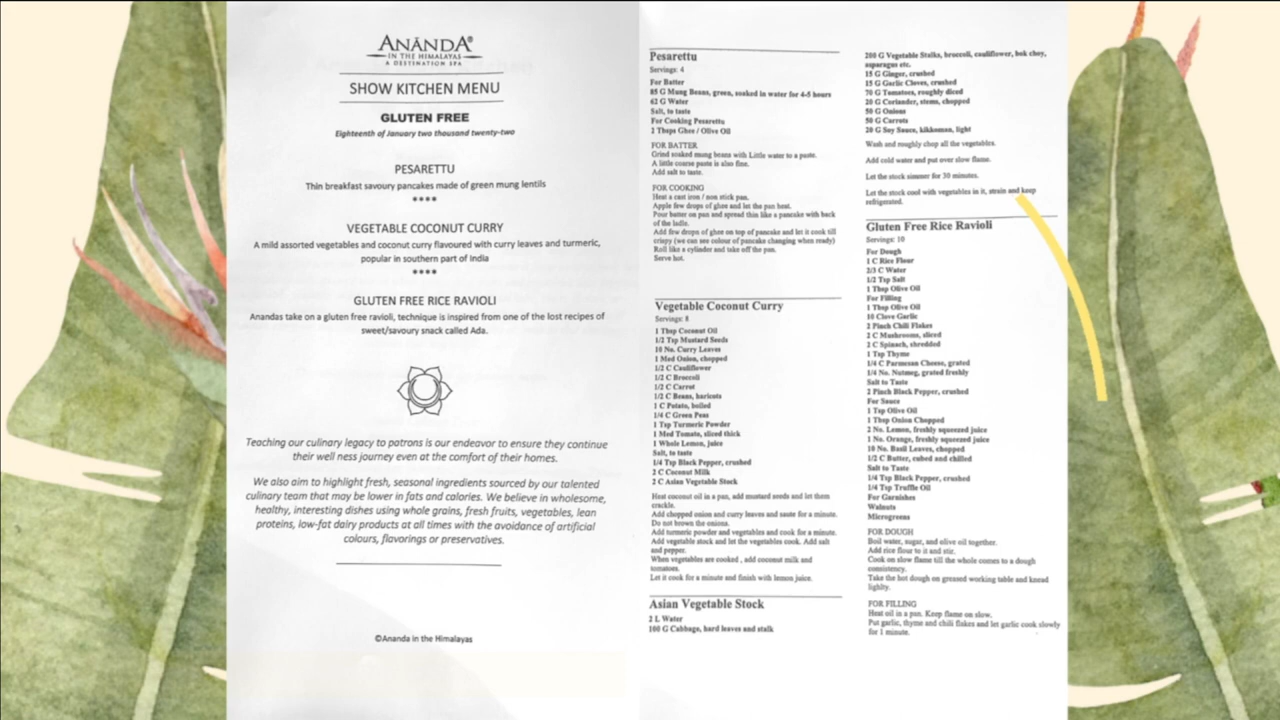 ANANDA®
IN THE HIMALAYAS
A DESTINATION SPA
SHOW KITCHEN MENU
GLUTEN FREE
Eighteenth of January two thousand twenty-two
PESARETTU
Thin breakfast savoury pancakes made of green mung lentils
****
VEGETABLE COCONUT CURRY
A mild assorted vegetables and coconut curry flavoured with curry leaves and turmeric,
popular in southern part of India
****
GLUTEN FREE RICE RAVIOLI
Anandas take on a gluten free ravioli, technique is inspired from one of the lost recipes of
sweet/savoury snack called Ada.
Teaching our culinary legacy to patrons is our endeavor to ensure they continue
their well ness journey even at the comfort of their homes.
We also aim to highlight fresh, seasonal ingredients sourced by our talented
culinary team that may be lower in fats and calories. We believe in wholesome,
healthy, interesting dishes using whole grains, fresh fruits, vegetables, lean
proteins, low-fat dairy products at all times with the avoidance of artificial
colours, flavorings or preservatives.
©Ananda in the Himalayas
Pesarettu
Servings: 4
For Batter
85 G Mung Beans, green, soaked in water for 4-5 hours
62 G Water
Salt, to taste
For Cooking Pesarettu
2 Tbsps Ghee / Olive Oil
FOR BATTER
Grind soaked mung beans with Little water to a paste.
A little coarse paste is also fine.
Add salt to taste.
FOR COOKING
Heat a cast iron / non stick pan.
Apple few drops of ghee and let the pan heat.
Pour batter on pan and spread thin like a pancake with back
of the ladle.
Add few drops of ghee on top of pancake and let it cook till
crispy (we can see colour of pancake changing when ready)
Roll like a cylinder and take off the pan.
Serve hot.
Vegetable Coconut Curry
Servings: 8
1 Tbsp Coconut Oil
1/2 Tsp Mustard Seeds
10 No. Curry Leaves
1 Med Onion, chopped
1/2 C Cauliflower
1/2 C Broccoli
1/2 C Carrot
1/2 C Beans, haricots
1 C Potato, boiled
1/4 C Green Peas
1 Tsp Turmeric Powder
1 Med Tomato, sliced thick
1 Whole Lemon, juice
Salt, to taste
1/4 Tsp Black Pepper, crushed
2 C Coconut Milk
2 C Asian Vegetable Stock
Heat coconut oil in a pan, add mustard seeds and let them
crackle.
Add chopped onion and curry leaves and saute for a minute.
Do not brown the onions.
Add turmeric powder and vegetables and cook for a minute.
Add vegetable stock and let the vegetables cook. Add salt
and pepper.
When vegetables are cooked , add coconut milk and
tomatoes.
Let it cook for a minute and finish with lemon juice.
Asian Vegetable Stock
2 L Water
100 G Cabbage, hard leaves and stalk
200 G Vegetable Stalks, broccoli, cauliflower, bok choy,
asparagus etc.
15 G Ginger, crushed
15 G Garlic Cloves, crushed
70 G Tomatoes, roughly diced
20 G Coriander, stems, chopped
50 G Onions
50 G Carrots
20 G Soy Sauce, kikkoman, light
Wash and roughly chop all the vegetables.
Add cold water and put over slow flame.
Let the stock simmer for 30 minutes.
Let the stock cool with vegetables in it, strain and keep
refrigerated.
Gluten Free Rice Ravioli
Servings: 10
For Dough
1 C Rice Flour
2/3 C Water
1/2 Tsp Salt
1 Tbsp Olive Oil
For Filling
1 Tbsp Olive Oil
10 Clove Garlic
2 Pinch Chili Flakes
2 C Mushrooms, sliced
2 C Spinach, shredded
1 Tsp Thyme
1/4 C Parmesan Cheese, grated
1/4 No. Nutmeg, grated freshly
Salt to Taste
2 Pinch Black Pepper, crushed
For Sauce
1 Tsp Olive Oil
1 Tbsp Onion Chopped
2 No. Lemon, freshly squeezed juice
1 No. Orange, freshly squeezed juice
10 No. Basil Leaves, chopped
1/2 C Butter, cubed and chilled
Salt to Taste
1/4 Tsp Black Pepper, crushed
1/4 Tsp Truffle Oil
For Garnishes
Walnuts
Microgreens
FOR DOUGH
Boil water, sugar, and olive oil together.
Add rice flour to it and stir.
Cook on slow flame till the whole comes to a dough
consistency.
Take the hot dough on greased working table and knead
lightly.
FOR FILLING
Heat oil in a pan. Keep flame on slow.
Put garlic, thyme and chili flakes and let garlic cook slowly
for 1 minute.